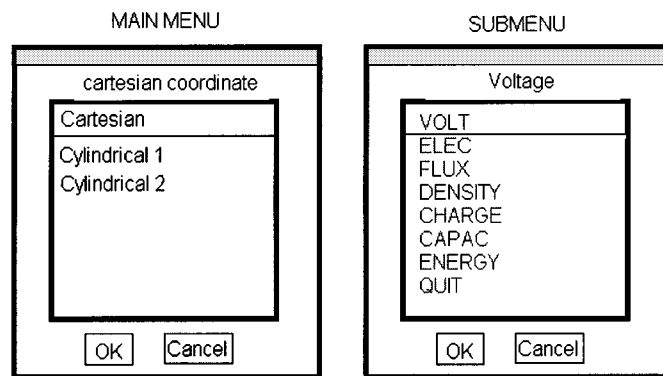 MAIN MENU
cartesian coordinate
Cartesian
Cylindrical 1
Cylindrical 2
OK Cancel
SUBMENU
Voltage
VOLT
ELEC
FLUX
DENSITY
CHARGE
CAPAC
ENERGY
QUIT
OK Cancel